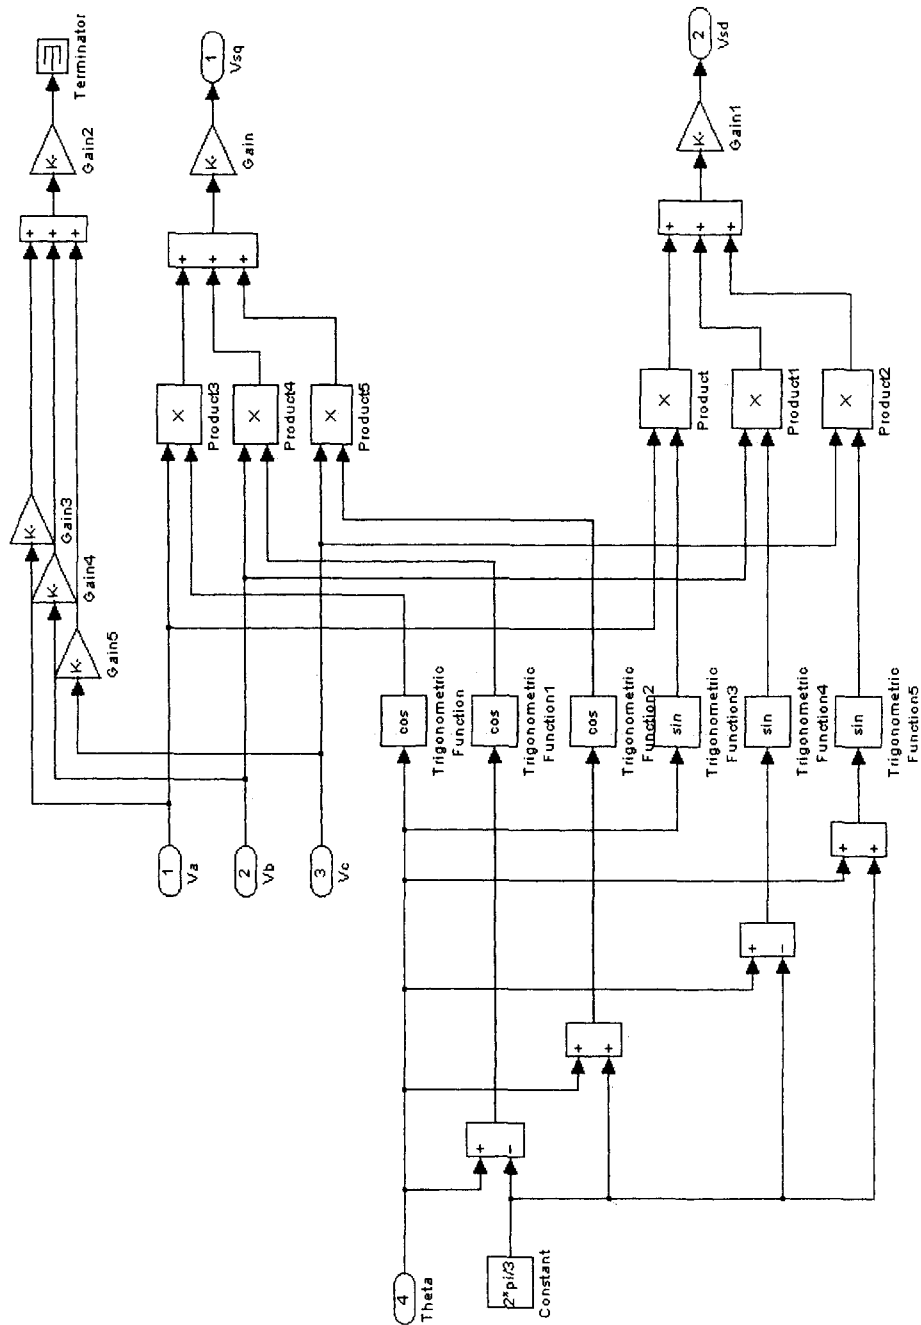 Terminator
K-
Gain2
+
+
+
K-
Gain3
K-
Gain4
K-
Gain5
1
Vsq
K-
Gain
+
+
+
×
Product3
×
Product4
×
Product5
1
Va
2
Vb
3
Vc
2
Vsd
K-
Gain1
+
+
+
×
Product
×
Product1
×
Product2
cos
Trigonometric
Function
cos
Trigonometric
Function1
cos
Trigonometric
Function2
sin
Trigonometric
Function3
sin
Trigonometric
Function4
sin
Trigonometric
Function5
+
+
+
-
+
+
+
-
4
Theta
2*pi/3
Constant